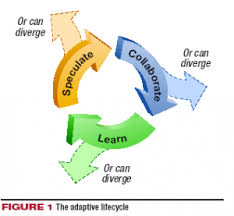 Or can
diverge
Speculate
Collaborate
Or can
diverge
Learn
Or can
diverge
FIGURE 1 The adaptive lifecycle